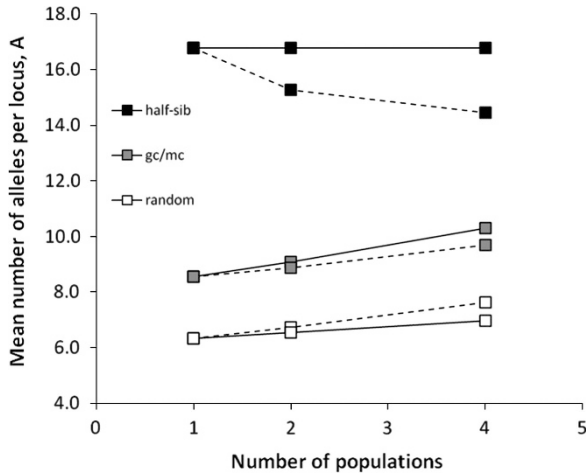 Mean number of alleles per locus, A
18.0
16.0
14.0
12.0
10.0
8.0
6.0
4.0
half-sib
gc/mc
random
0 1 2 3 4 5
Number of populations